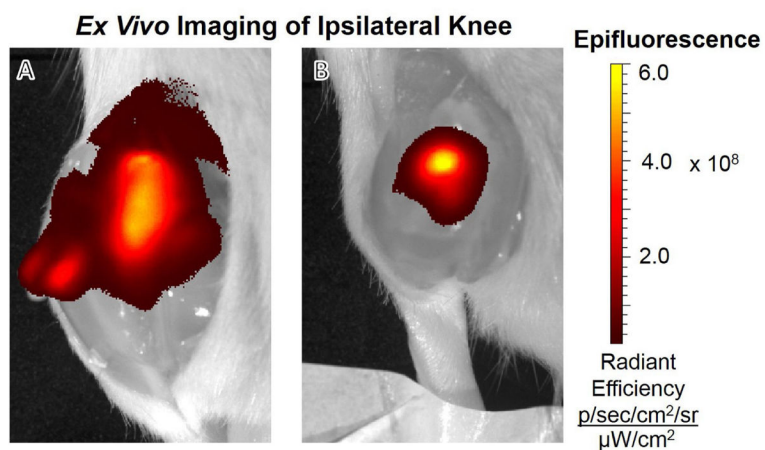 Ex Vivo Imaging of Ipsilateral Knee
A
B
Epifluorescence
6.0
4.0 x 10⁸
2.0
Radiant
Efficiency
p/sec/cm²/sr
µW/cm²